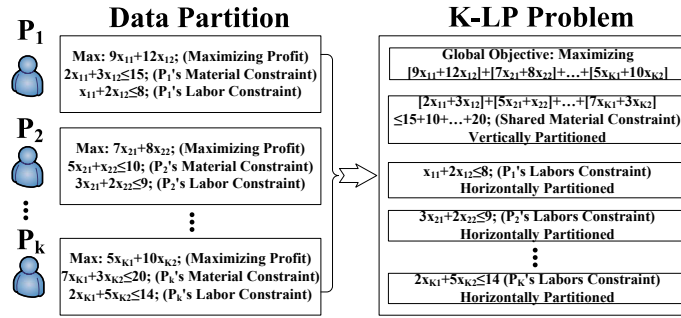 Data Partition
P1
Max: 9x11+12x12; (Maximizing Profit)
2x11+3x12≤15; (P1's Material Constraint)
x11+2x12≤8; (P1's Labor Constraint)
P2
Max: 7x21+8x22; (Maximizing Profit)
5x21+x22≤10; (P2's Material Constraint)
3x21+2x22≤9; (P2's Labor Constraint)
Pk
Max: 5xK1+10xK2; (Maximizing Profit)
7xK1+3xK2≤20; (Pk's Material Constraint)
2xK1+5xK2≤14; (Pk's Labor Constraint)
K-LP Problem
Global Objective: Maximizing
[9x11+12x12]+[7x21+8x22]+…+[5xK1+10xK2]
[2x11+3x12]+[5x21+x22]+…+[7xK1+3xK2]
≤15+10+…+20; (Shared Material Constraint)
Vertically Partitioned
x11+2x12≤8; (P1's Labors Constraint)
Horizontally Partitioned
3x21+2x22≤9; (P2's Labors Constraint)
Horizontally Partitioned
2xK1+5xK2≤14 (PK's Labors Constraint)
Horizontally Partitioned